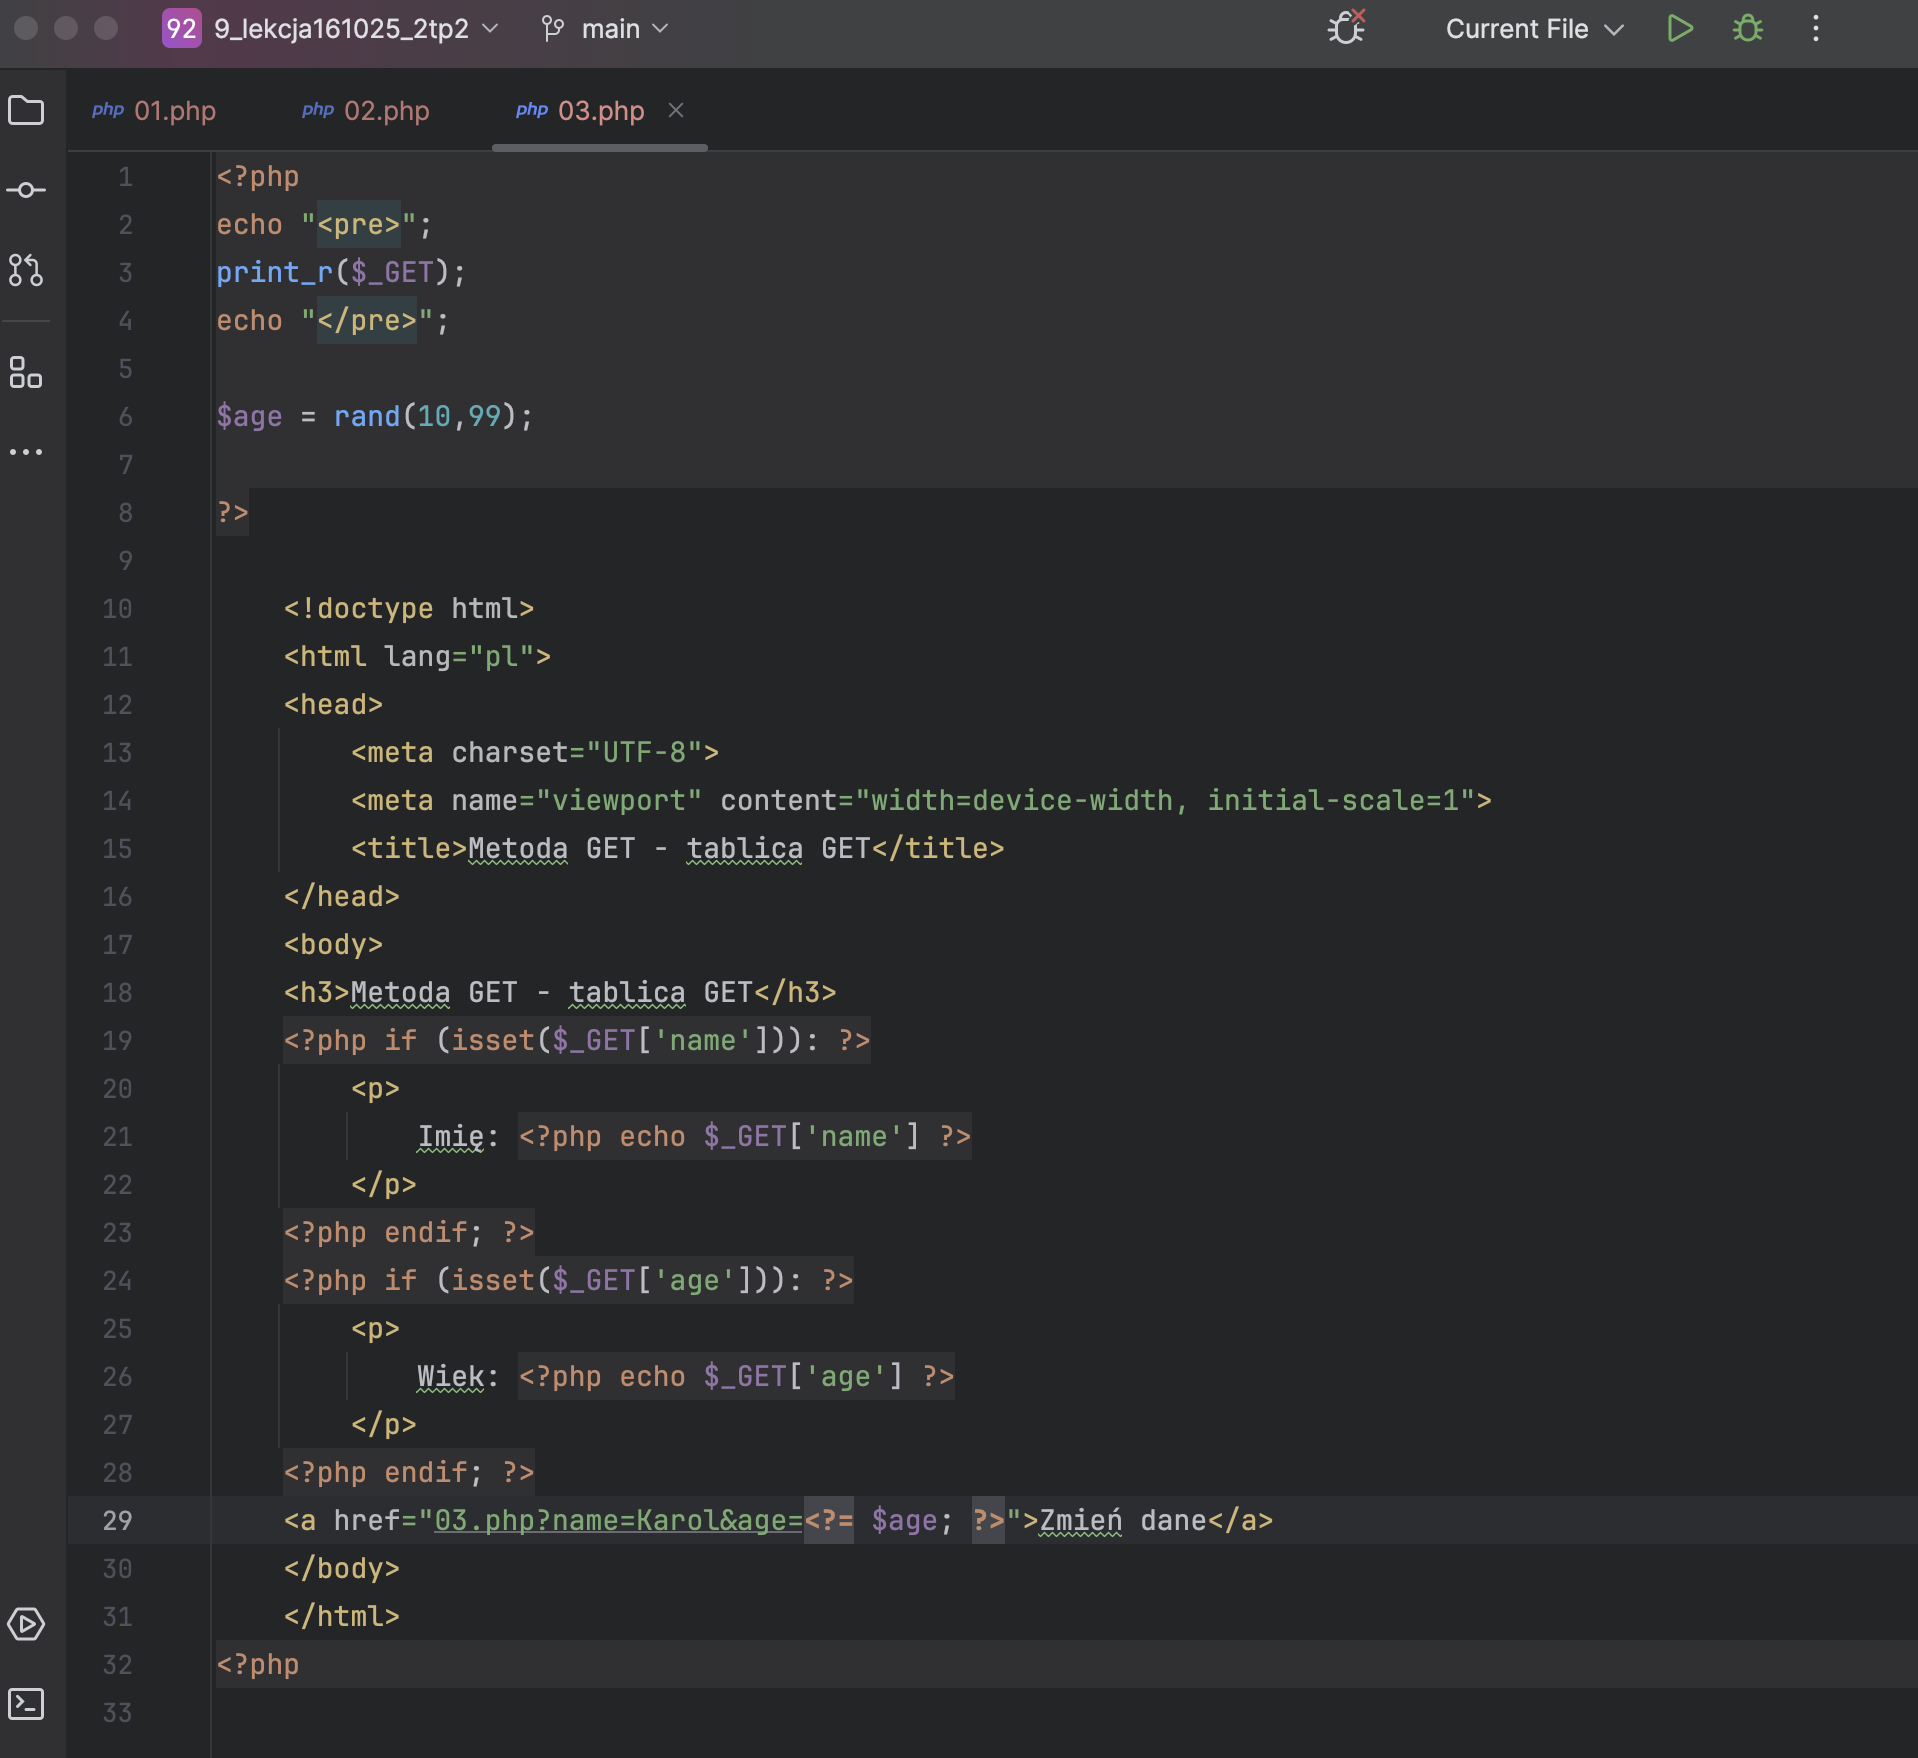 92 9_lekcja161025_2tp2 main Current File
php 01.php php 02.php php 03.php
1 <?php
2 echo "<pre>";
3 print_r($_GET);
4 echo "</pre>";
5
6 $age = rand(10,99);
7
8 ?>
9
10 <!doctype html>
11 <html lang="pl">
12 <head>
13 <meta charset="UTF-8">
14 <meta name="viewport" content="width=device-width, initial-scale=1">
15 <title>Metoda GET - tablica GET</title>
16 </head>
17 <body>
18 <h3>Metoda GET - tablica GET</h3>
19 <?php if (isset($_GET['name'])): ?>
20 <p>
21 Imię: <?php echo $_GET['name'] ?>
22 </p>
23 <?php endif; ?>
24 <?php if (isset($_GET['age'])): ?>
25 <p>
26 Wiek: <?php echo $_GET['age'] ?>
27 </p>
28 <?php endif; ?>
29 <a href="03.php?name=Karol&age=<?= $age; ?>">Zmień dane</a>
30 </body>
31 </html>
32 <?php
33